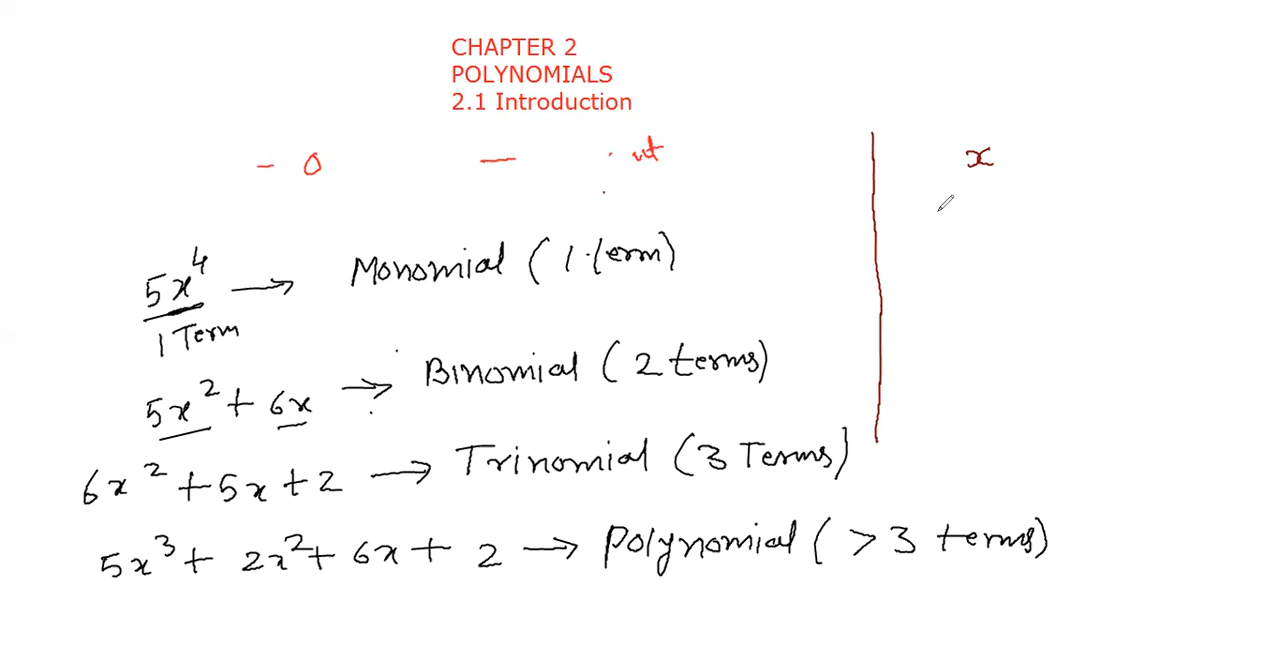 CHAPTER 2
POLYNOMIALS
2.1 Introduction
- 0 — x
5x⁴ → Monomial (1 term)
1 Term
5x² + 6x → Binomial (2 terms)
6x² + 5x + 2 → Trinomial (3 Terms)
5x³ + 2x² + 6x + 2 → Polynomial ( > 3 terms)